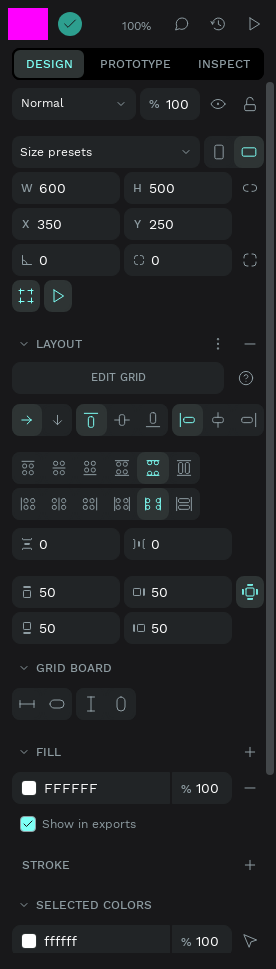 100%
DESIGN PROTOTYPE INSPECT
Normal % 100
Size presets
W 600 H 500
X 350 Y 250
0 0
LAYOUT
EDIT GRID
0 0
50 50
50 50
GRID BOARD
FILL
FFFFFF % 100
Show in exports
STROKE
SELECTED COLORS
ffffff % 100